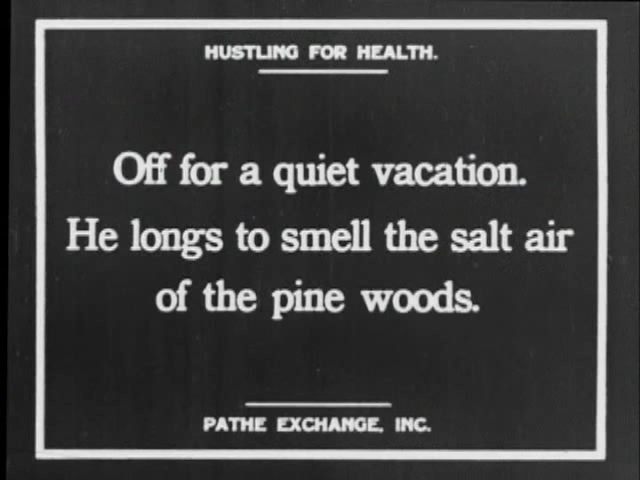 HUSTLING FOR HEALTH.
Off for a quiet vacation.
He longs to smell the salt air
of the pine woods.
PATHE EXCHANGE, INC.